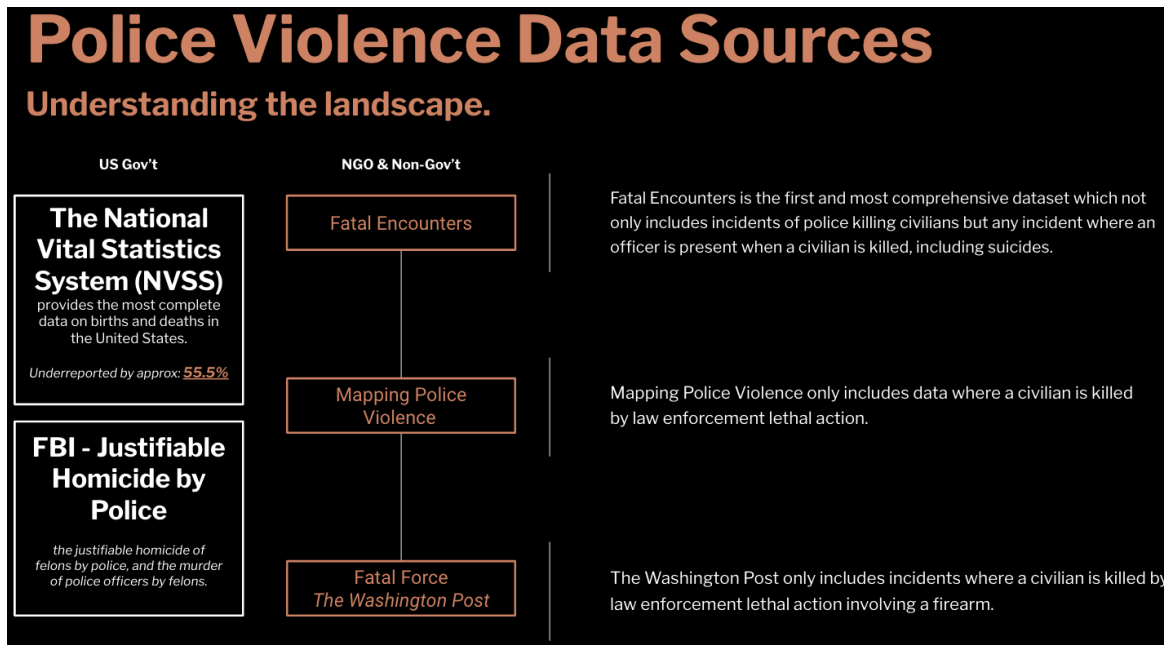 Police Violence Data Sources
Understanding the landscape.
US Gov't
The National
Vital Statistics
System (NVSS)
provides the most complete
data on births and deaths in
the United States.
Underreported by approx: 55.5%
FBI - Justifiable
Homicide by
Police
the justifiable homicide of
felons by police, and the murder
of police officers by felons.
NGO & Non-Gov't
Fatal Encounters
Fatal Encounters is the first and most comprehensive dataset which not
only includes incidents of police killing civilians but any incident where an
officer is present when a civilian is killed, including suicides.
Mapping Police
Violence
Mapping Police Violence only includes data where a civilian is killed
by law enforcement lethal action.
Fatal Force
The Washington Post
The Washington Post only includes incidents where a civilian is killed by
law enforcement lethal action involving a firearm.